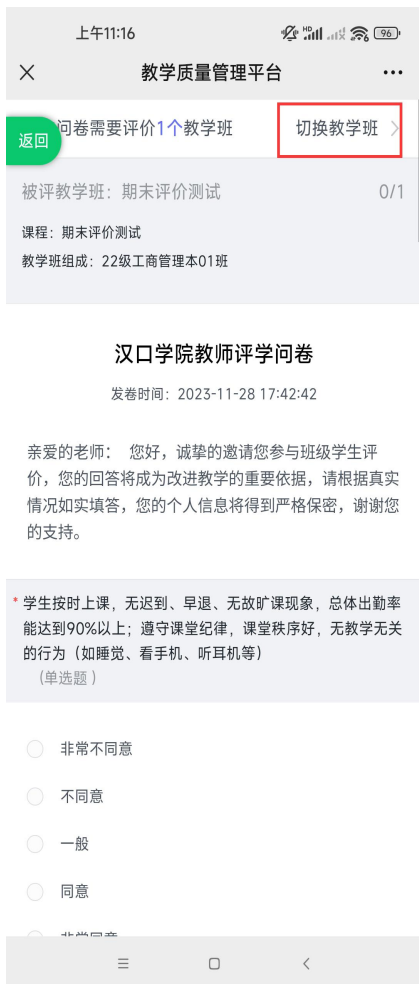 上午11:16
HD
96
教学质量管理平台
返回
问卷需要评价1个教学班
切换教学班
被评教学班：期末评价测试
0/1
课程：期末评价测试
教学班组成：22级工商管理本01班
汉口学院教师评学问卷
发卷时间：2023-11-28 17:42:42
亲爱的老师： 您好，诚挚的邀请您参与班级学生评
价，您的回答将成为改进教学的重要依据，请根据真实
情况如实填答，您的个人信息将得到严格保密，谢谢您
的支持。
* 学生按时上课，无迟到、早退、无故旷课现象，总体出勤率
能达到90%以上；遵守课堂纪律，课堂秩序好，无教学无关
的行为（如睡觉、看手机、听耳机等）
（单选题 ）
非常不同意
不同意
一般
同意